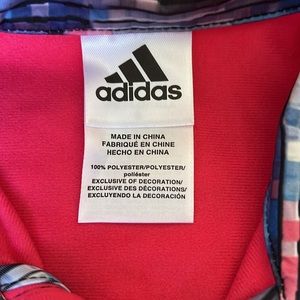 adidas
MADE IN CHINA
FABRIQUÉ EN CHINE
HECHO EN CHINA
100% POLYESTER/POLYESTER/
poliéster
EXCLUSIVE OF DECORATION/
EXCLUSIVE DES DÉCORATIONS/
EXCLUYENDO LA DECORACIÓN